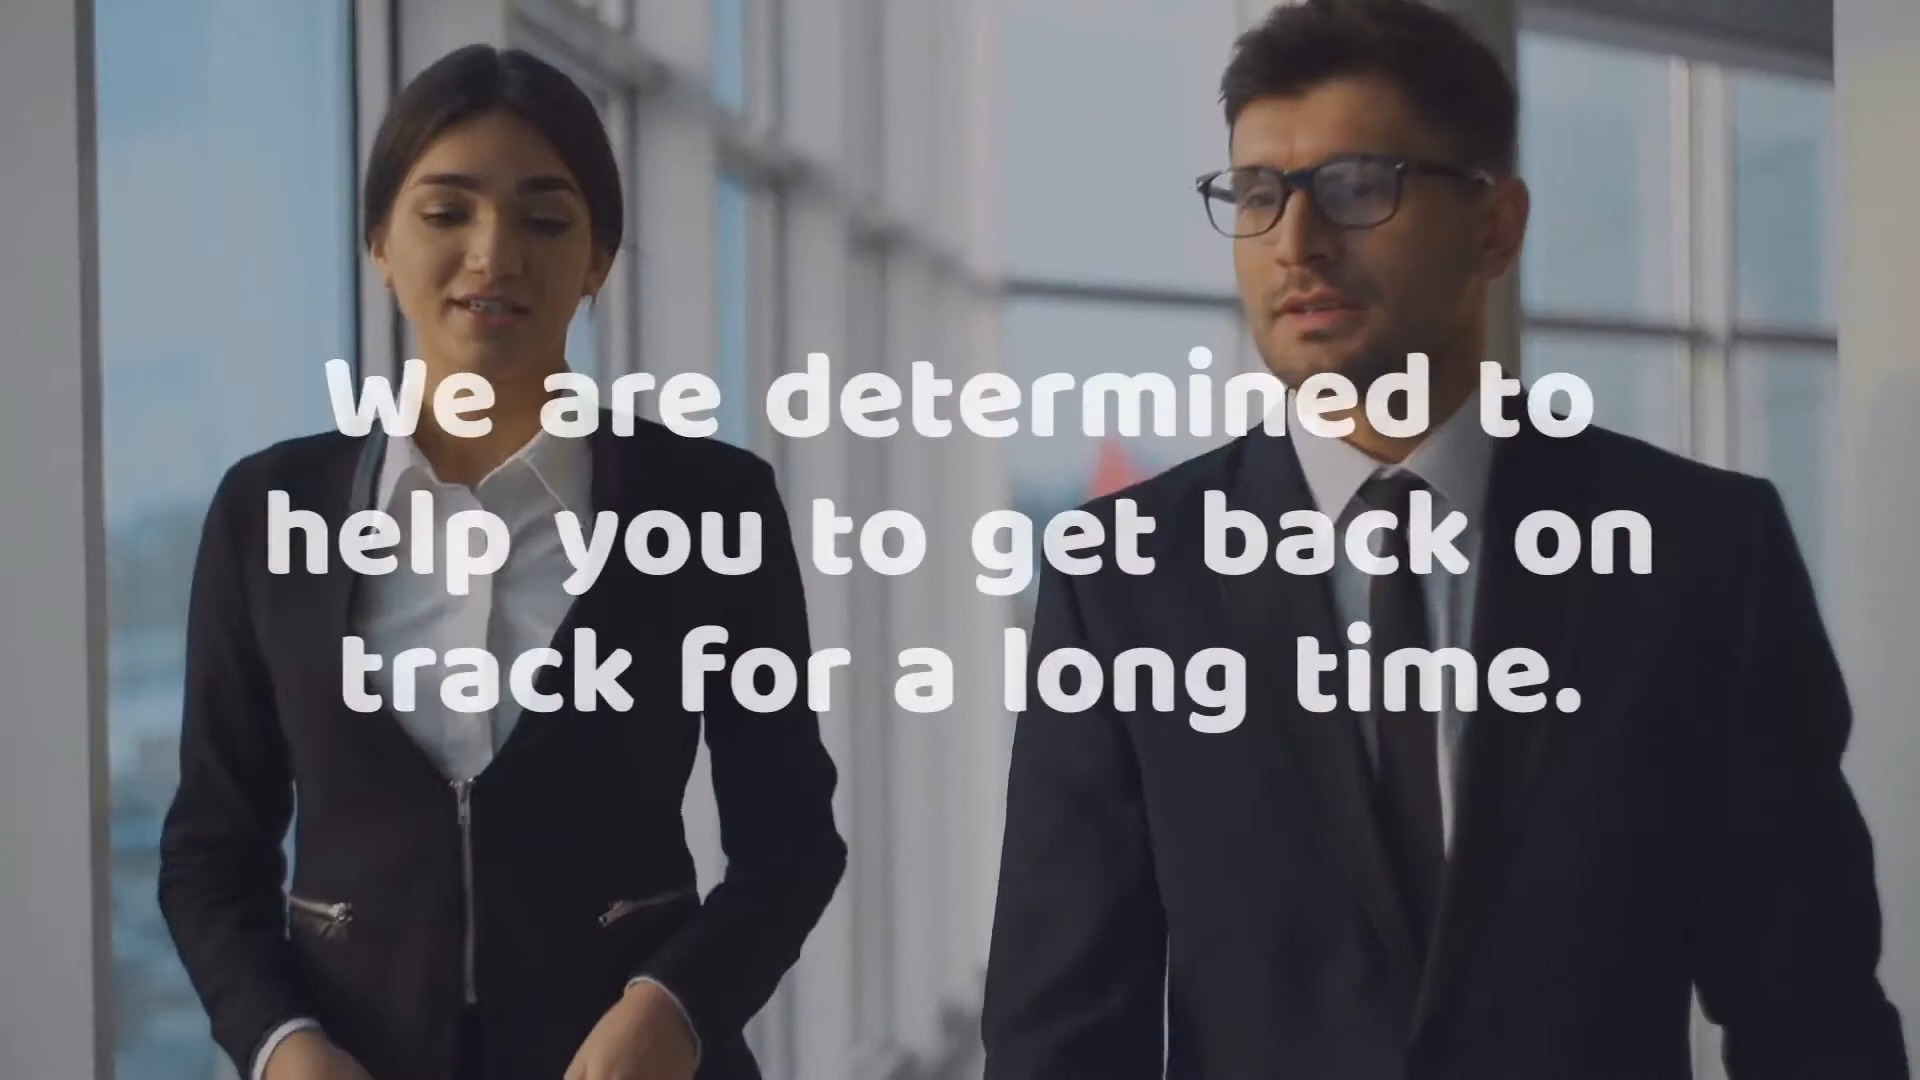 We are determined to
help you to get back on
track for a long time.